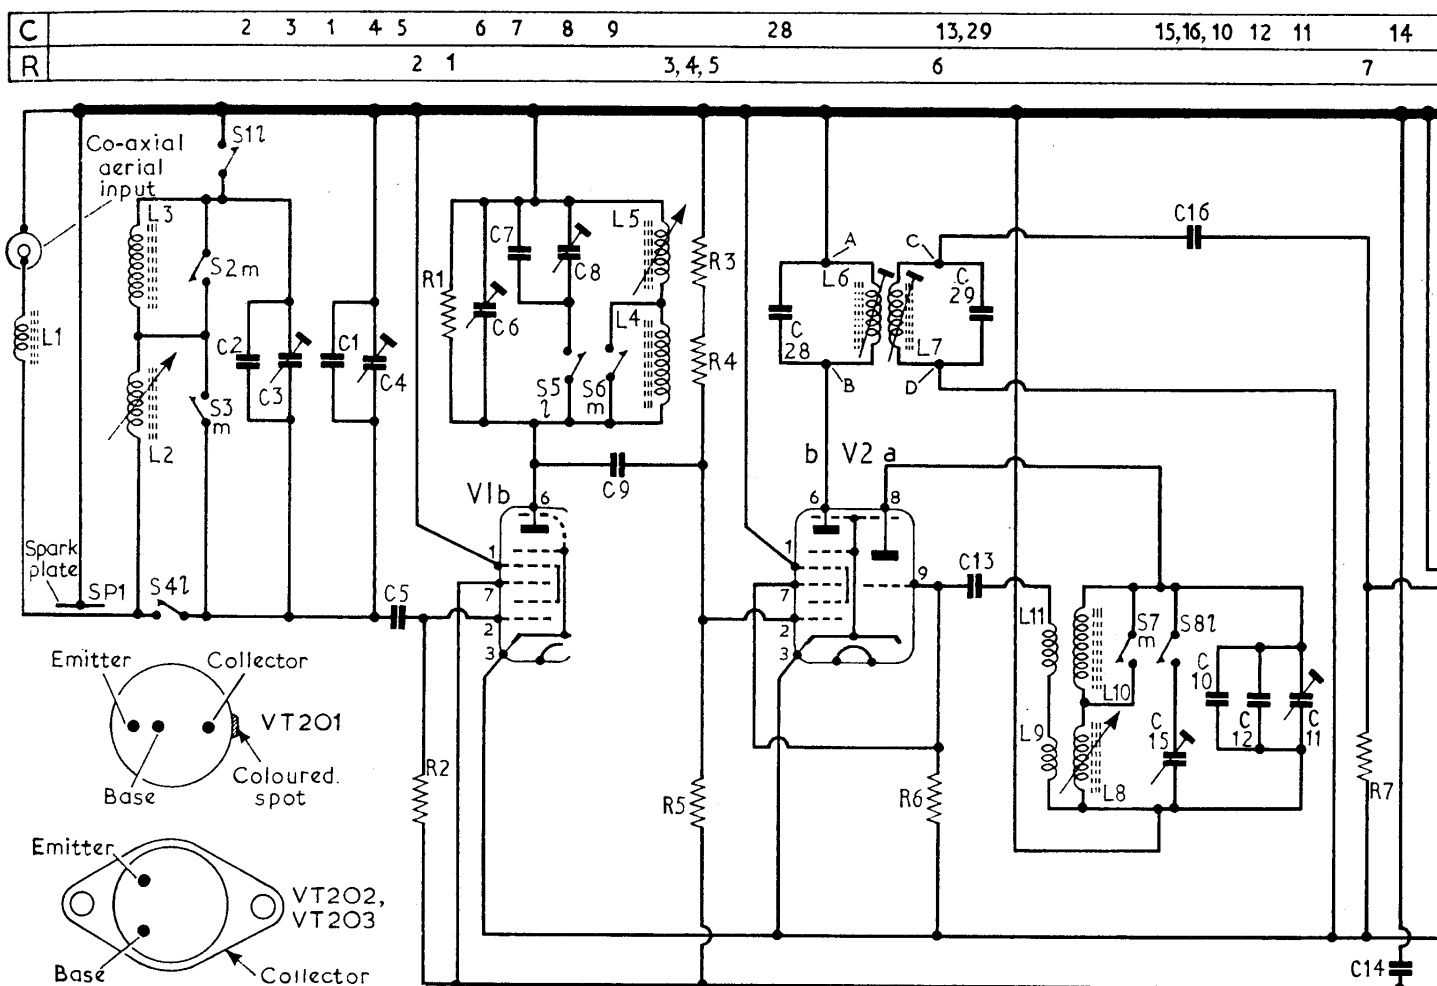 C 2 3 1 4 5 6 7 8 9 28 13,29 15,16,10 12 11 14
R 2 1 3,4,5 6 7
Co-axial
aerial
input
S1l
L3
S2m
L1
C2
C3
C1
C4
L2
S3
m
Spark
plate
SP1
S4l
C5
R1
C6
C7
C8
L5
L4
S5
l
S6
m
R3
R4
C9
V1b
6
1
7
2
3
A
L6
C
28
B
C
C
29
L7
D
C16
b V2 a
6
8
1
7
2
3
9
C13
L11
L9
L10
L8
S7
m
S8l
C
15
C
10
C
12
C
11
R2
R5
R6
R7
C14
Emitter
Collector
VT201
Base
Coloured.
spot
Emitter
VT202,
VT203
Base
Collector